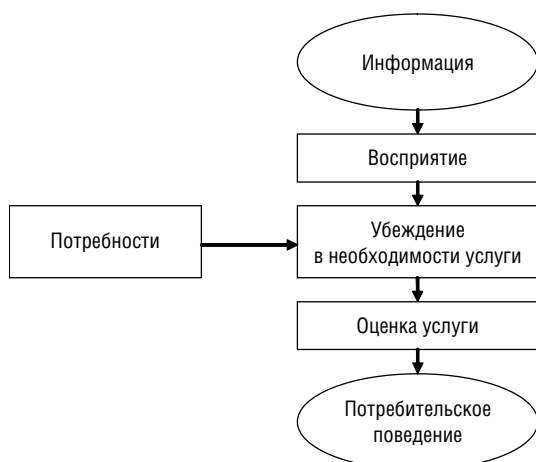 Информация
Восприятие
Потребности
Убеждение
в необходимости услуги
Оценка услуги
Потребительское
поведение